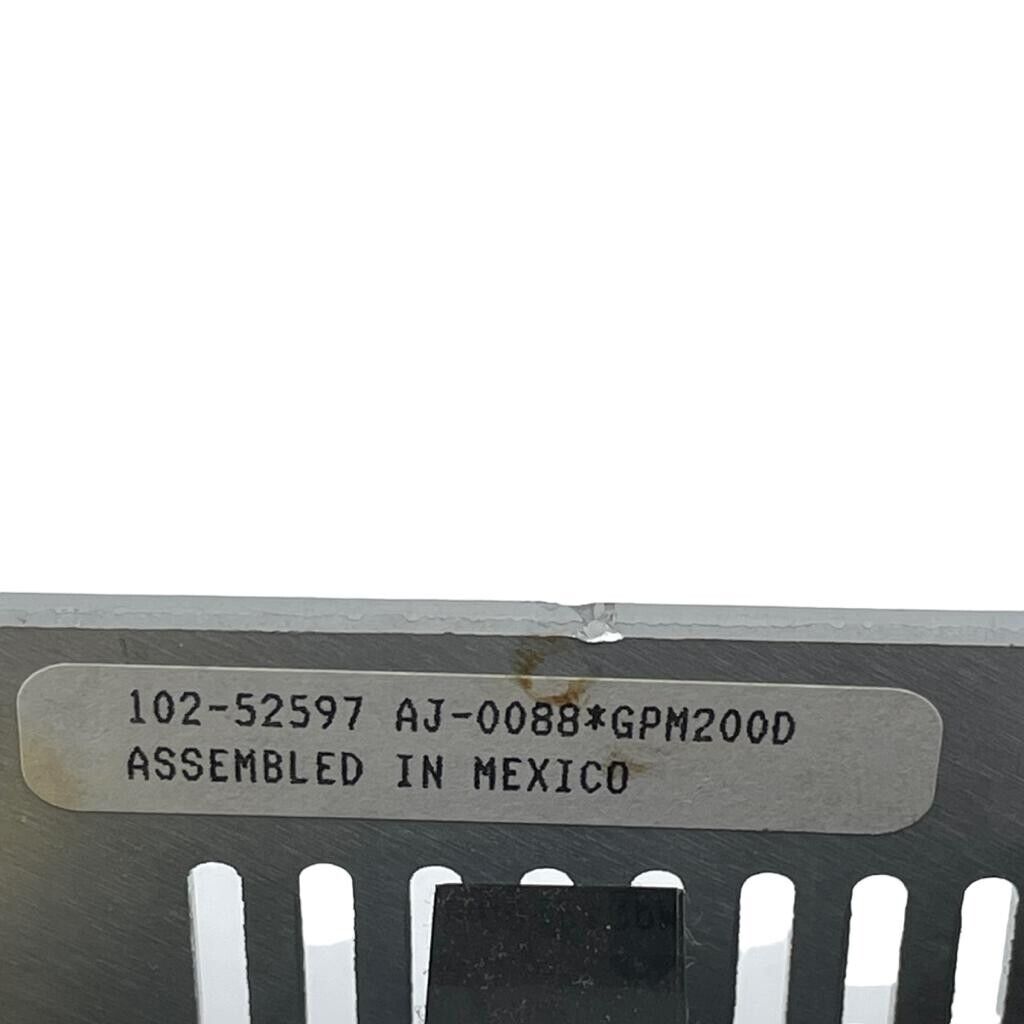 102-52597 AJ-0088*GPM200D
ASSEMBLED IN MEXICO